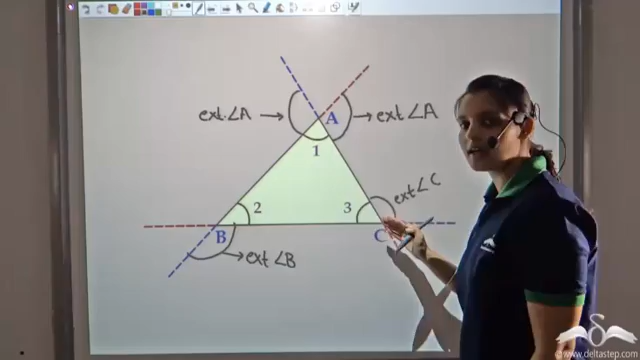 ext ∠A
A
ext ∠A
1
ext ∠C
2
3
B
C
ext ∠B
© www.deltastep.com